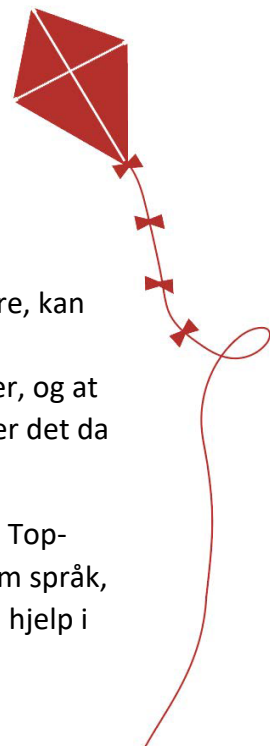 re, kan
er, og at
er det da
Top-
m språk,
hjelp i